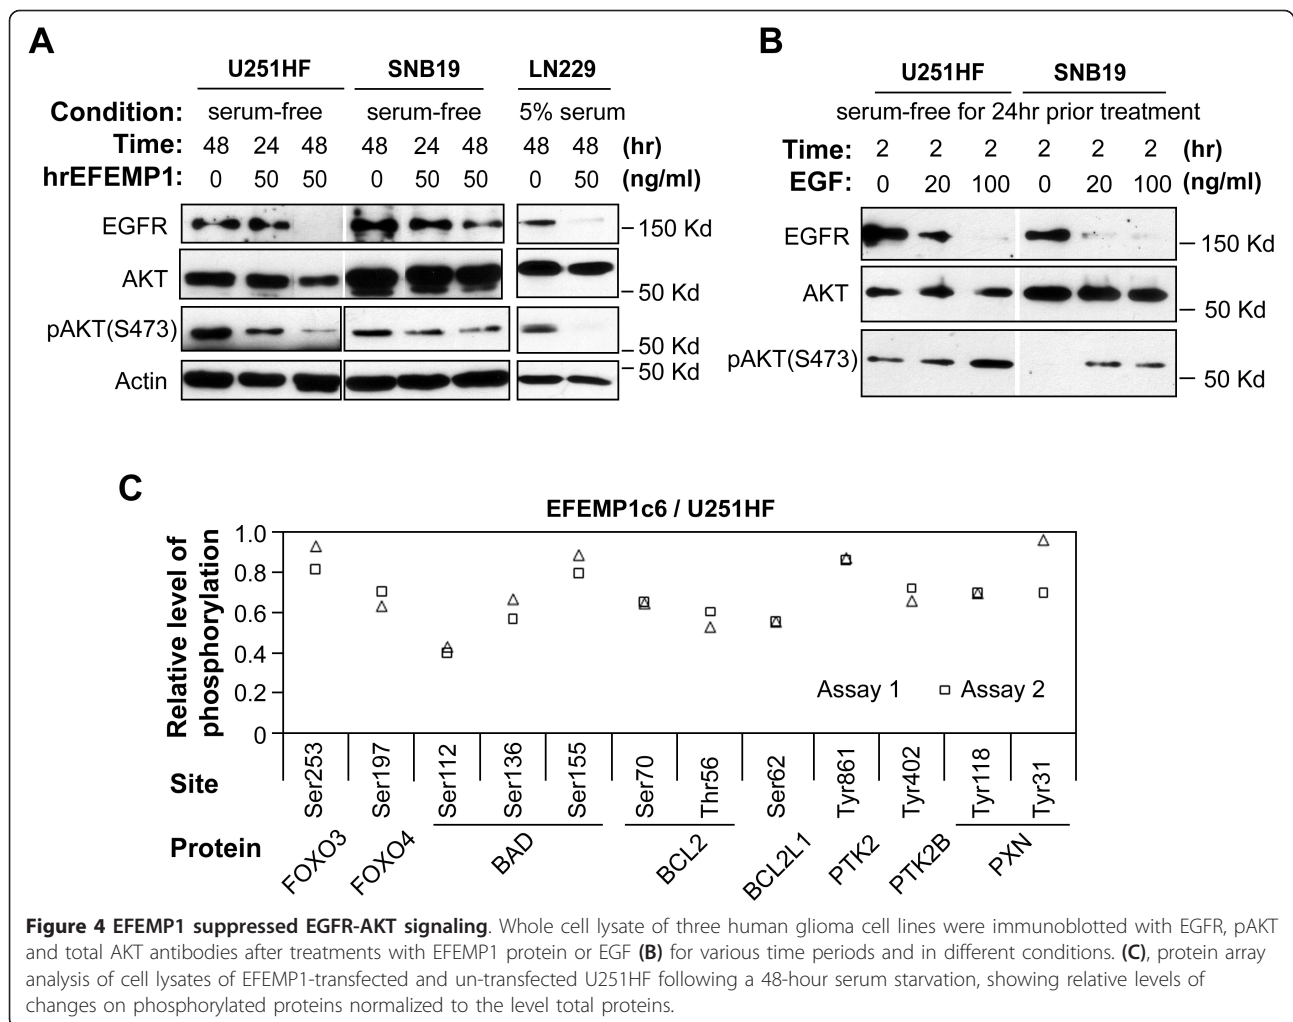 A
U251HF SNB19 LN229
Condition: serum-free serum-free 5% serum
Time: 48 24 48 48 24 48 48 48 (hr)
hrEFEMP1: 0 50 50 0 50 50 0 50 (ng/ml)
EGFR 150 Kd
AKT 50 Kd
pAKT(S473) 50 Kd
Actin 50 Kd
B
U251HF SNB19
serum-free for 24hr prior treatment
Time: 2 2 2 2 2 2 (hr)
EGF: 0 20 100 0 20 100 (ng/ml)
EGFR 150 Kd
AKT 50 Kd
pAKT(S473) 50 Kd
C
EFEMP1c6 / U251HF
Relative level of
phosphorylation
1.0
0.8
0.6
0.4
0.2
0
Assay 1 Assay 2
Site Ser253 Ser197 Ser112 Ser136 Ser155 Ser70 Thr56 Ser62 Tyr861 Tyr402 Tyr118 Tyr31
Protein FOXO3 FOXO4 BAD BCL2 BCL2L1 PTK2 PTK2B PXN
Figure 4 EFEMP1 suppressed EGFR-AKT signaling. Whole cell lysate of three human glioma cell lines were immunoblotted with EGFR, pAKT
and total AKT antibodies after treatments with EFEMP1 protein or EGF (B) for various time periods and in different conditions. (C), protein array
analysis of cell lysates of EFEMP1-transfected and un-transfected U251HF following a 48-hour serum starvation, showing relative levels of
changes on phosphorylated proteins normalized to the level total proteins.